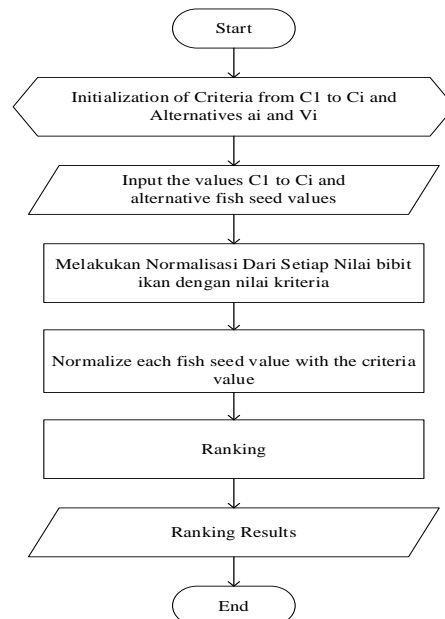 Start
Initialization of Criteria from C1 to Ci and
Alternatives ai and Vi
Input the values C1 to Ci and
alternative fish seed values
Melakukan Normalisasi Dari Setiap Nilai bibit
ikan dengan nilai kriteria
Normalize each fish seed value with the criteria
value
Ranking
Ranking Results
End